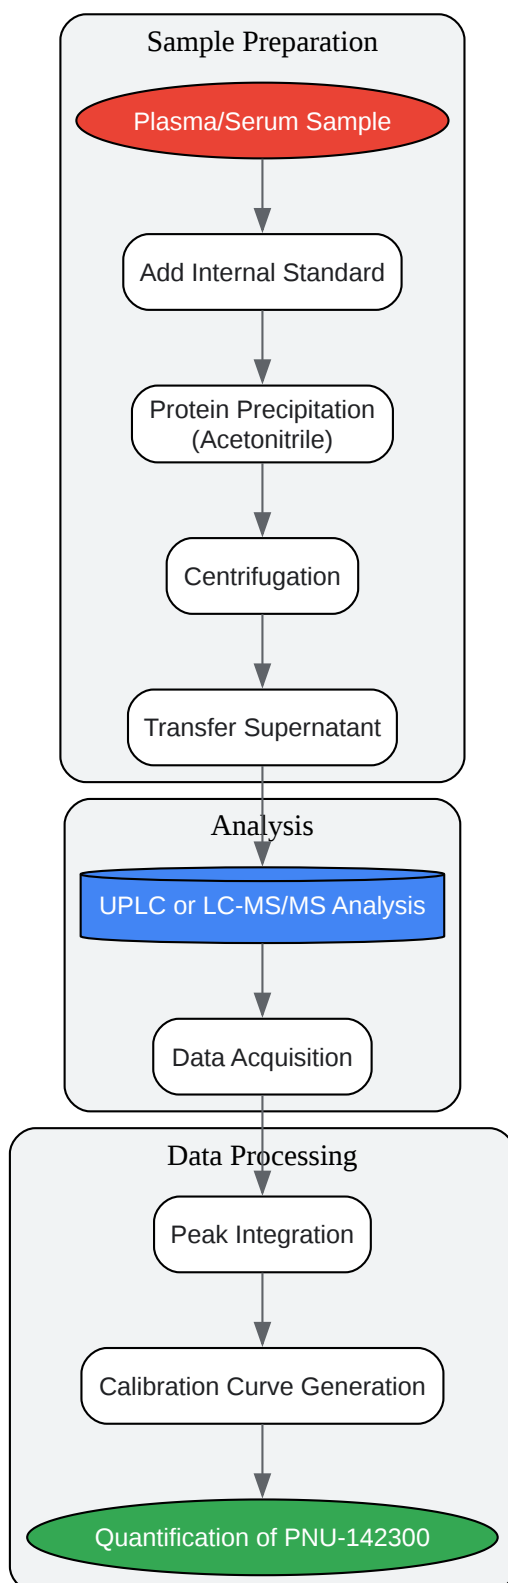 Sample Preparation
Plasma/Serum Sample
Add Internal Standard
Protein Precipitation
(Acetonitrile)
Centrifugation
Transfer Supernatant
Analysis
UPLC or LC-MS/MS Analysis
Data Acquisition
Data Processing
Peak Integration
Calibration Curve Generation
Quantification of PNU-142300